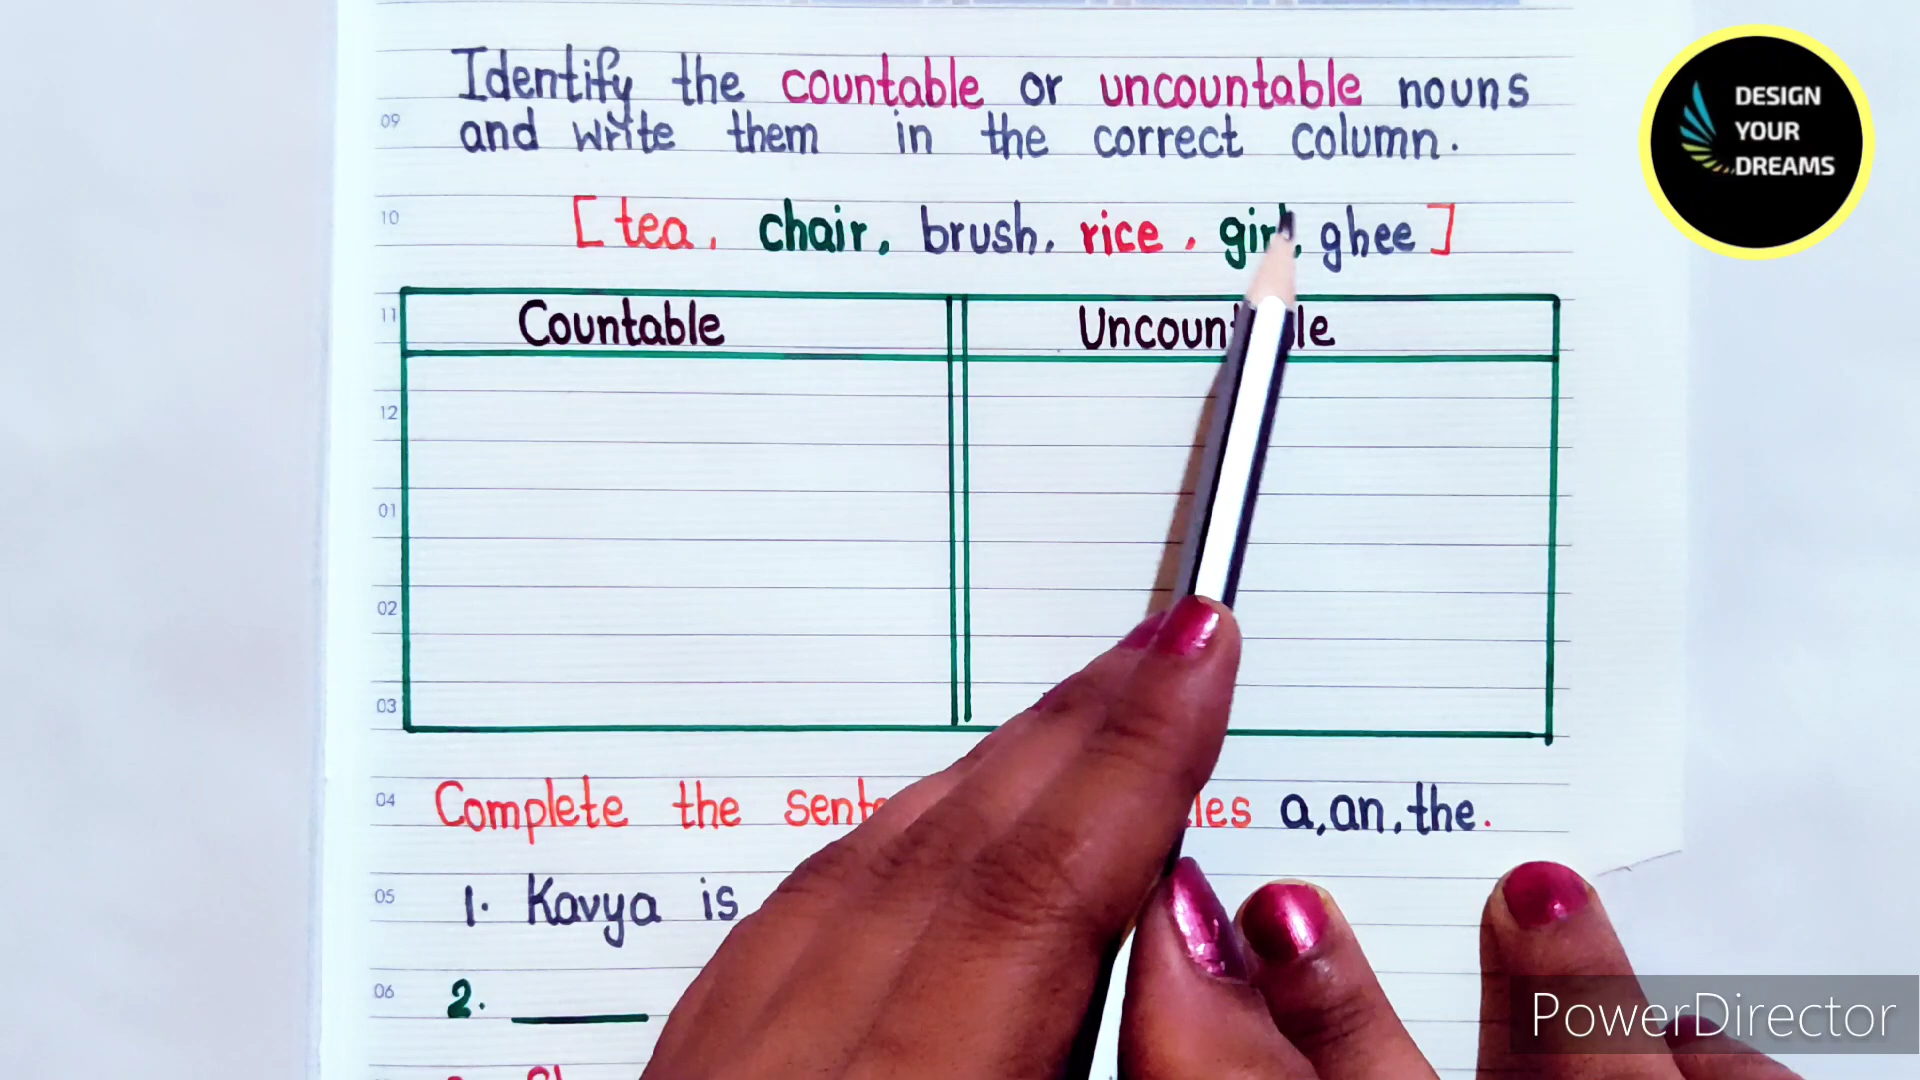 Identify the countable or uncountable nouns
09
and write them in the correct column.
10
[tea, chair, brush, rice, girl, ghee]
11
Countable
12
01
02
03
04
Complete the a,an,the.
05
1. Kavya is
06
2.
DESIGN
YOUR
DREAMS
PowerDirector